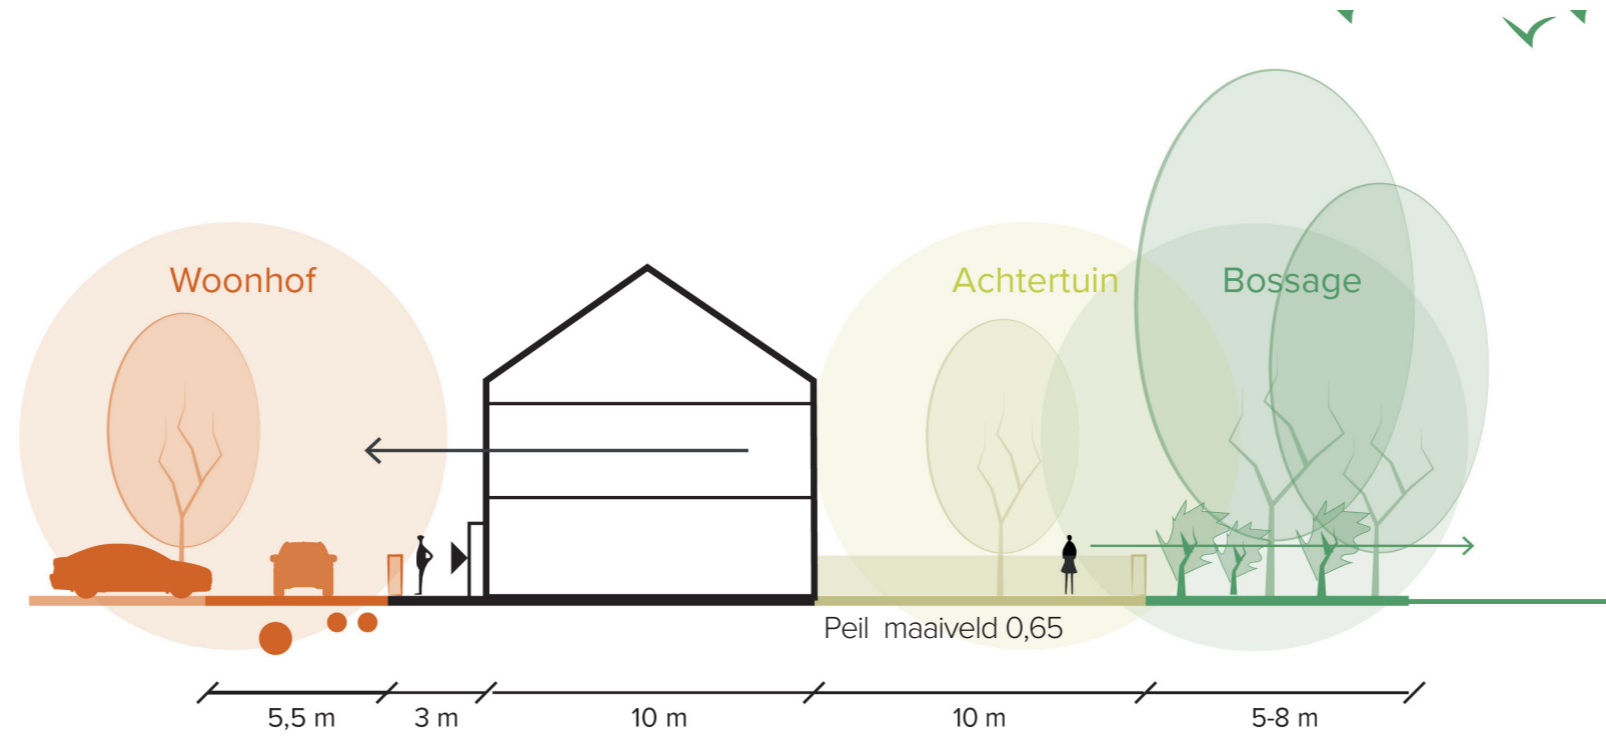 Woonhof
Achtertuin
Bossage
Peil maaiveld 0,65
5,5 m
3 m
10 m
10 m
5-8 m